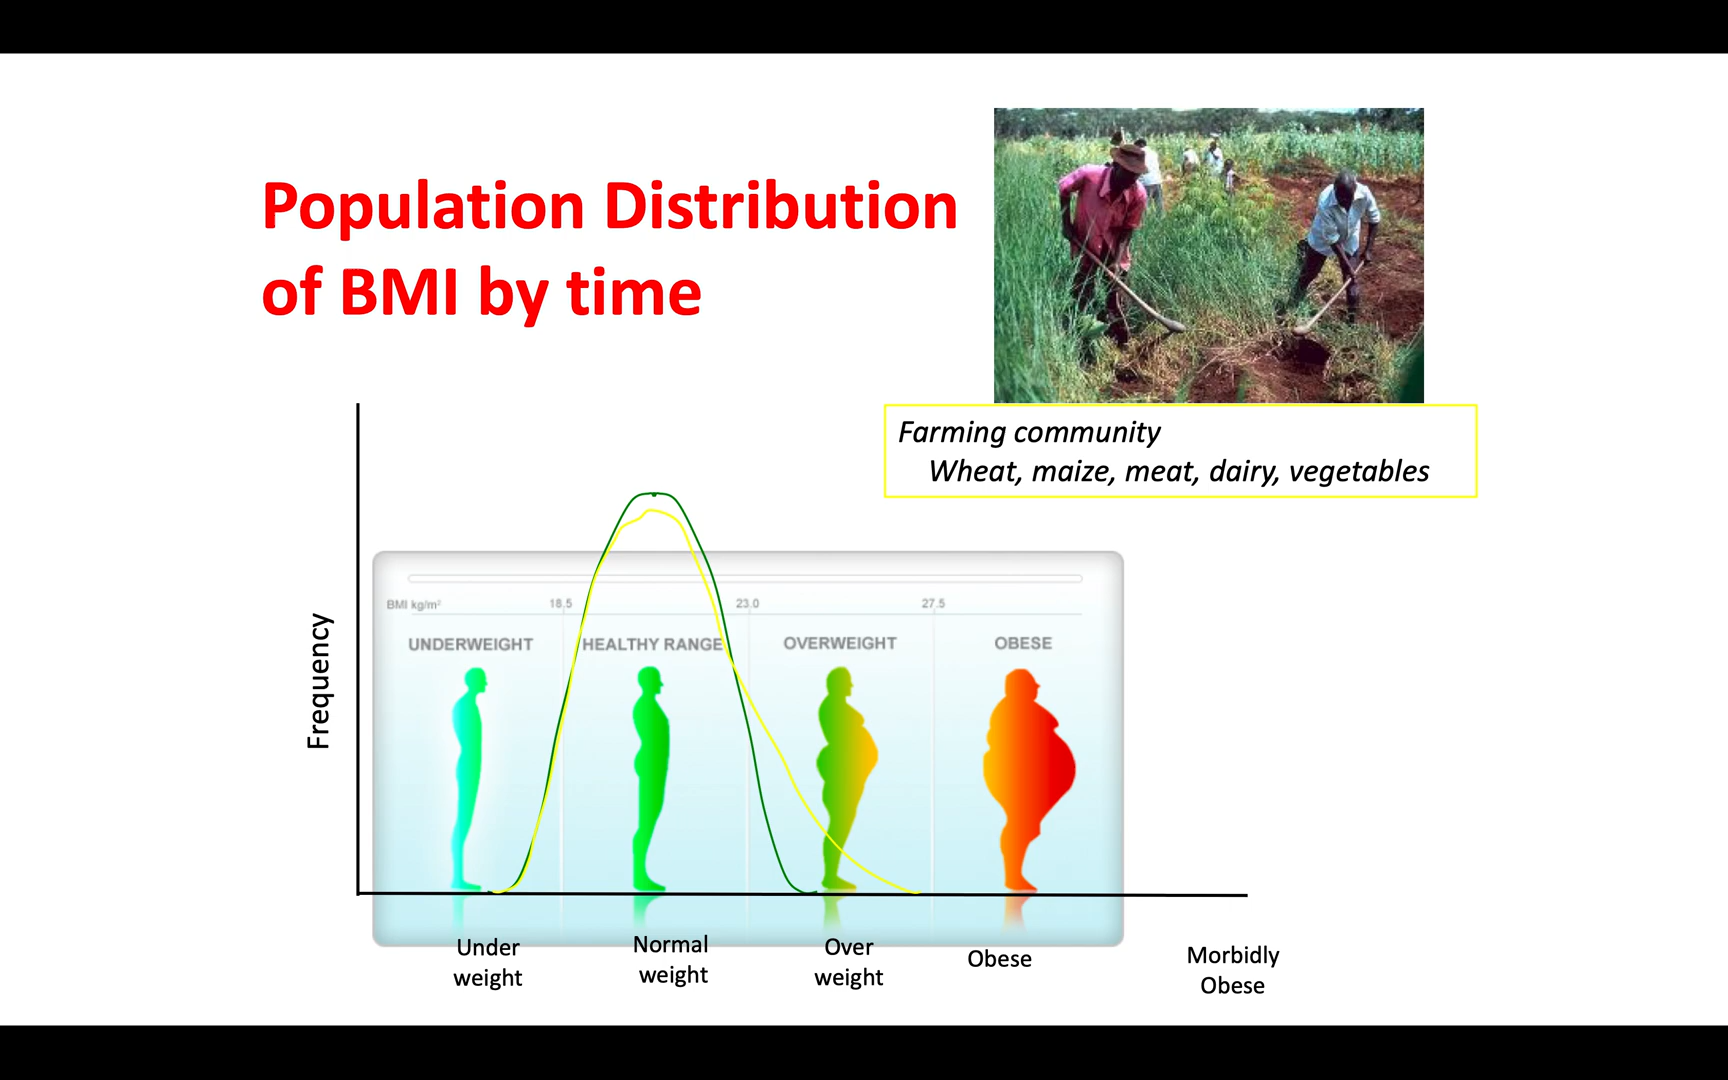 Population Distribution
of BMI by time
Farming community
Wheat, maize, meat, dairy, vegetables
Frequency
BMI kg/m²
18.5
23.0
27.5
UNDERWEIGHT
HEALTHY RANGE
OVERWEIGHT
OBESE
Under
weight
Normal
weight
Over
weight
Obese
Morbidly
Obese